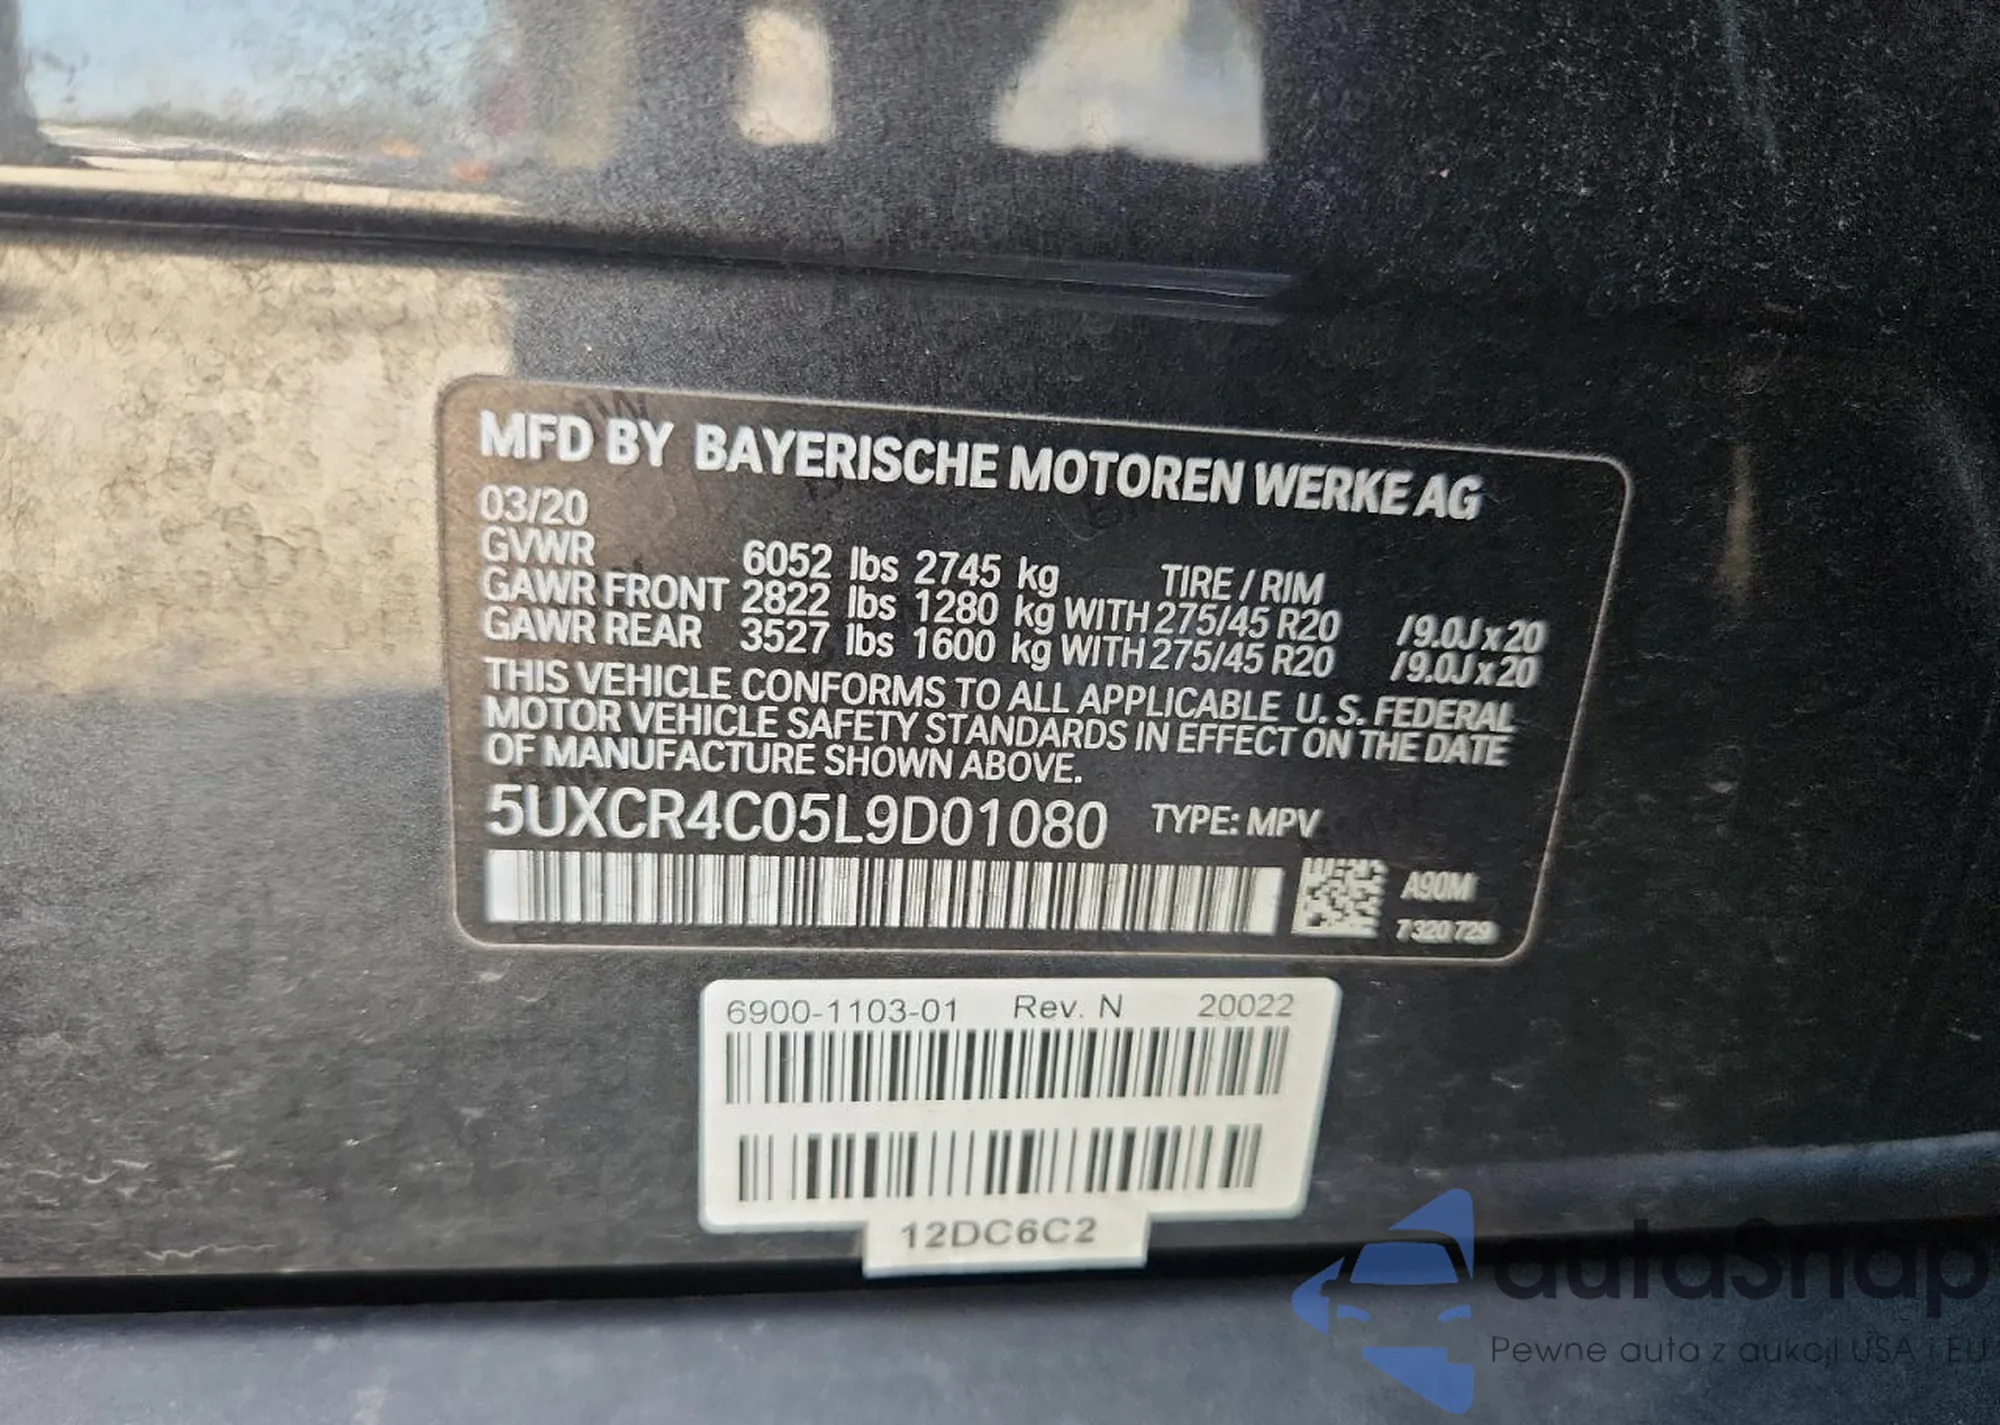 MFD BY BAYERISCHE MOTOREN WERKE AG
03/20
GVWR 6052 lbs 2745 kg TIRE / RIM
GAWR FRONT 2822 lbs 1280 kg WITH 275/45 R20 /9.0J x 20
GAWR REAR 3527 lbs 1600 kg WITH 275/45 R20 /9.0J x 20
THIS VEHICLE CONFORMS TO ALL APPLICABLE U. S. FEDERAL
MOTOR VEHICLE SAFETY STANDARDS IN EFFECT ON THE DATE
OF MANUFACTURE SHOWN ABOVE.
5UXCR4C05L9D01080 TYPE: MPV
A90M
7 320 729
6900-1103-01 Rev. N 20022
12DC6C2
autoSnap
Pewne auta z aukcji USA i EU